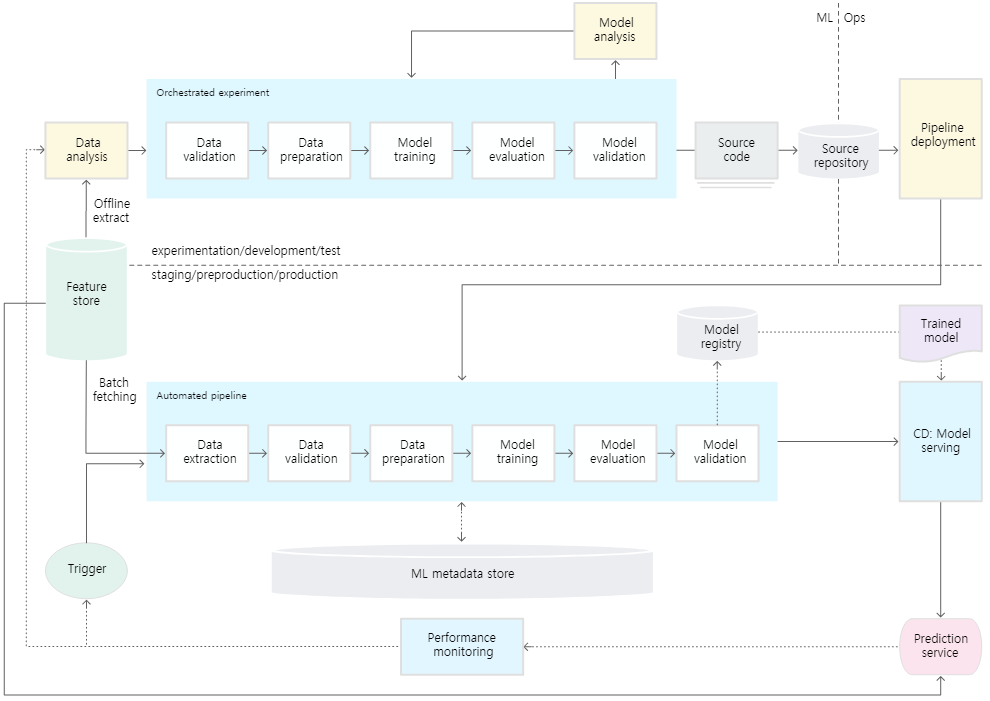 Model
analysis
ML
Ops
Orchestrated experiment
Data
analysis
Data
validation
Data
preparation
Model
training
Model
evaluation
Model
validation
Source
code
Source
repository
Pipeline
deployment
Offline
extract
experimentation/development/test
staging/preproduction/production
Feature
store
Model
registry
Trained
model
Batch
fetching
Automated pipeline
Data
extraction
Data
validation
Data
preparation
Model
training
Model
evaluation
Model
validation
CD: Model
serving
Trigger
ML metadata store
Performance
monitoring
Prediction
service